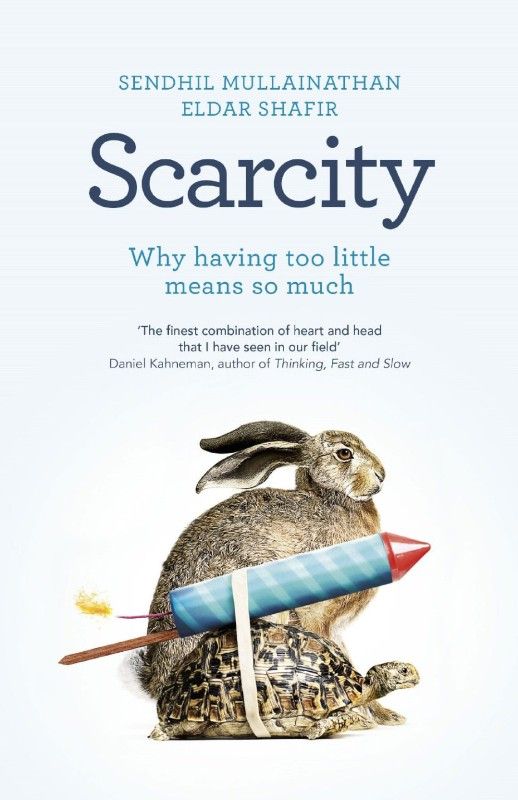 SENDHIL MULLAINATHAN
ELDAR SHAFIR
Scarcity
Why having too little
means so much
'The finest combination of heart and head
that I have seen in our field'
Daniel Kahneman, author of Thinking, Fast and Slow